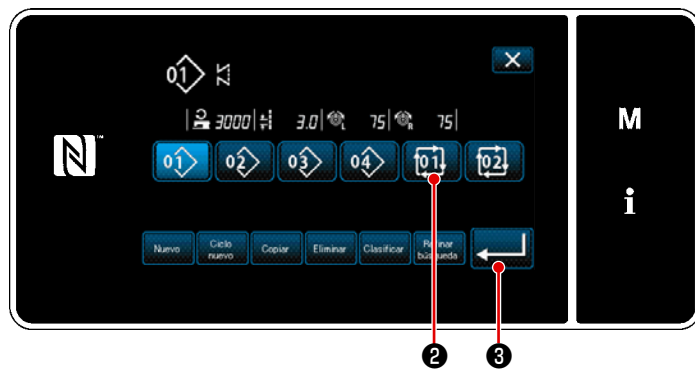 01
3000 3.0 L 75 R 75
01 02 03 04 01 02
Nuevo Ciclo nuevo Copiar Eliminar Clasificar Refinar búsqueda
N™
M
i
2 3